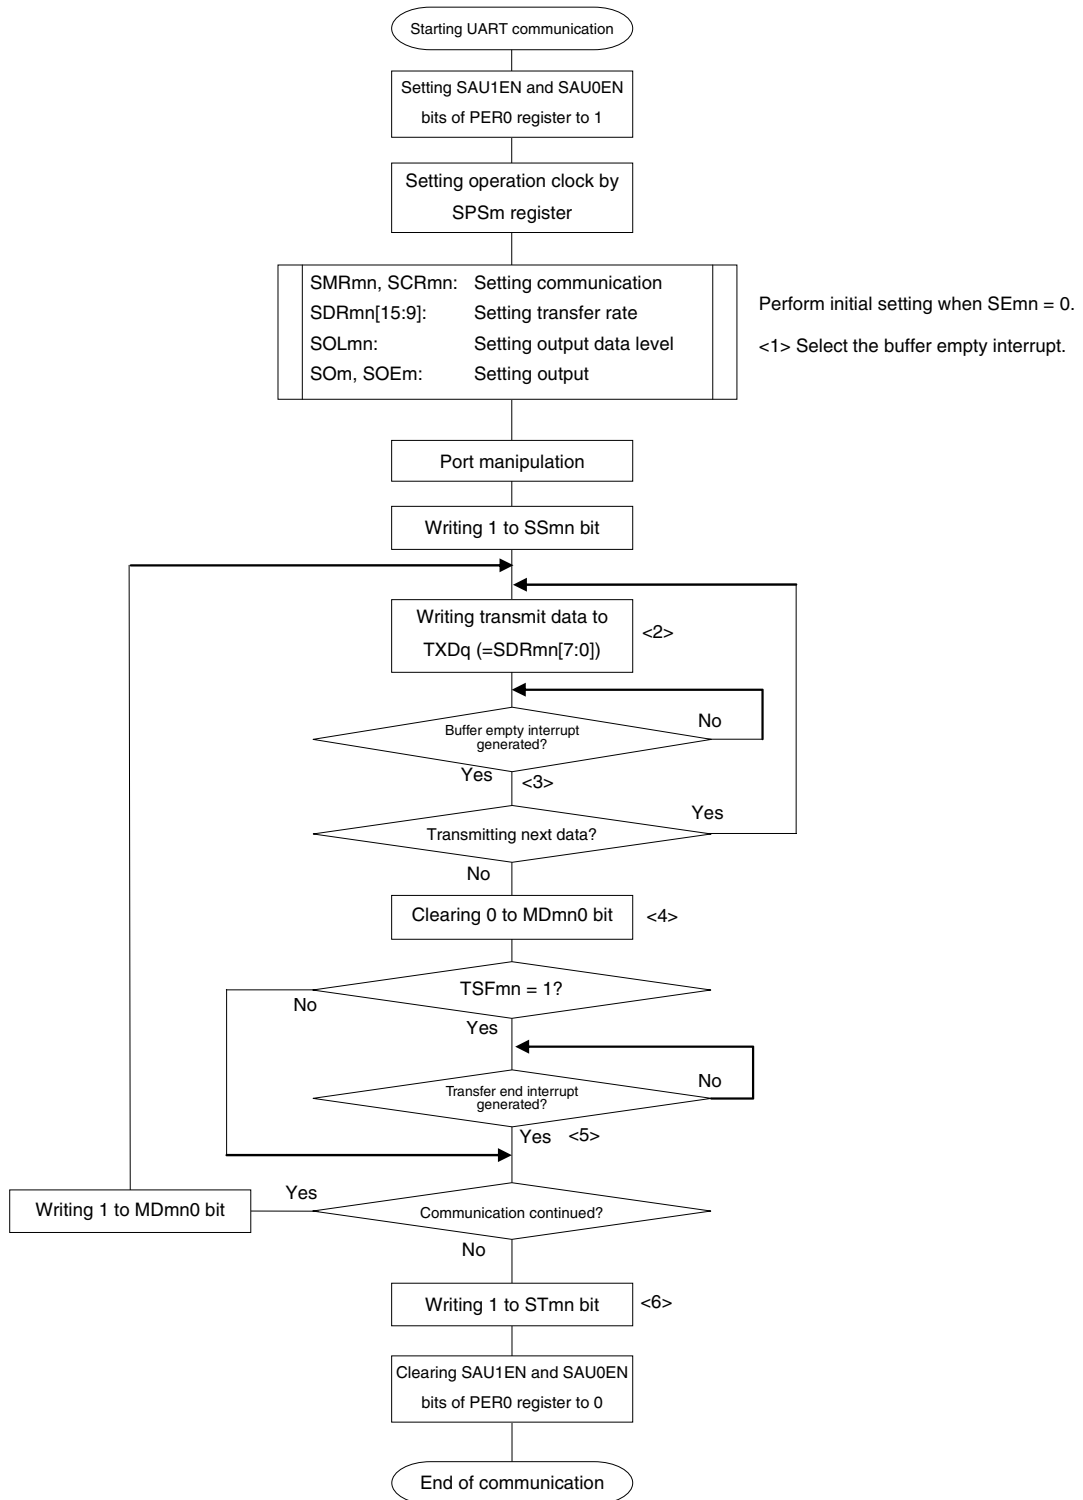 Starting UART communication
Setting SAU1EN and SAU0EN
bits of PER0 register to 1
Setting operation clock by
SPSm register
SMRmn, SCRmn: Setting communication
SDRmn[15:9]: Setting transfer rate
SOLmn: Setting output data level
SOm, SOEm: Setting output
Perform initial setting when SEmn = 0.
<1> Select the buffer empty interrupt.
Port manipulation
Writing 1 to SSmn bit
Writing transmit data to
TXDq (=SDRmn[7:0])
<2>
Buffer empty interrupt
generated?
No
Yes
<3>
Transmitting next data?
Yes
No
Clearing 0 to MDmn0 bit
<4>
TSFmn = 1?
No
Yes
Transfer end interrupt
generated?
No
Yes
<5>
Communication continued?
Yes
Writing 1 to MDmn0 bit
No
Writing 1 to STmn bit
<6>
Clearing SAU1EN and SAU0EN
bits of PER0 register to 0
End of communication